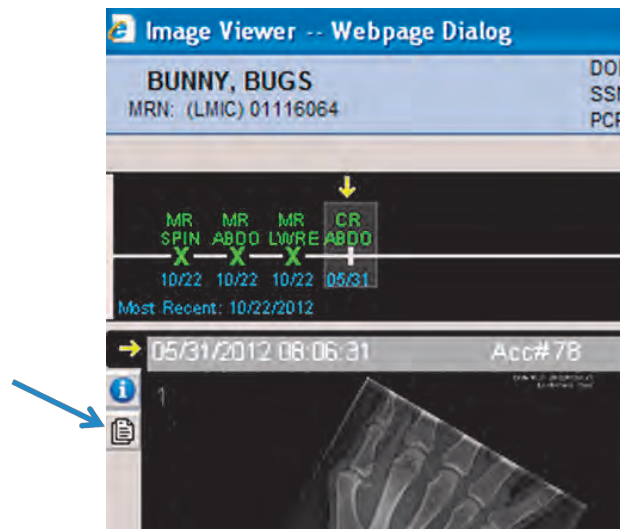 Image Viewer -- Webpage Dialog
BUNNY, BUGS
MRN: (LMIC) 01116064
DO
SS
PC
MR MR MR CR
SPIN ABDO LWRE ABDO
X X X
10/22 10/22 10/22 05/31
Most Recent: 10/22/2012
05/31/2012 08:06:31 Acc# 78
1